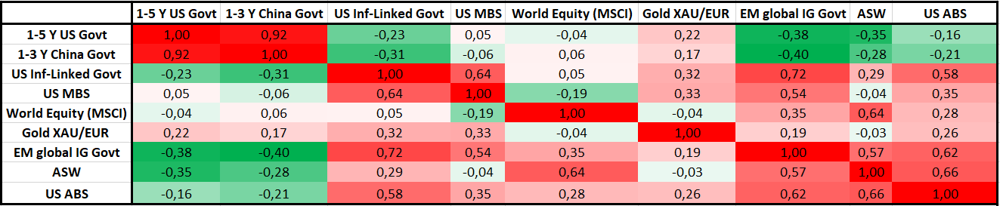 1-5 Y US Govt 1-3 Y China Govt US Inf-Linked Govt US MBS World Equity (MSCI) Gold XAU/EUR EM global IG Govt ASW US ABS
1-5 Y US Govt 1,00 0,92 -0,23 0,05 -0,04 0,22 -0,38 -0,35 -0,16
1-3 Y China Govt 0,92 1,00 -0,31 -0,06 0,06 0,17 -0,40 -0,28 -0,21
US Inf-Linked Govt -0,23 -0,31 1,00 0,64 0,05 0,32 0,72 0,29 0,58
US MBS 0,05 -0,06 0,64 1,00 -0,19 0,33 0,54 -0,04 0,35
World Equity (MSCI) -0,04 0,06 0,05 -0,19 1,00 -0,04 0,35 0,64 0,28
Gold XAU/EUR 0,22 0,17 0,32 0,33 -0,04 1,00 0,19 -0,03 0,26
EM global IG Govt -0,38 -0,40 0,72 0,54 0,35 0,19 1,00 0,57 0,62
ASW -0,35 -0,28 0,29 -0,04 0,64 -0,03 0,57 1,00 0,66
US ABS -0,16 -0,21 0,58 0,35 0,28 0,26 0,62 0,66 1,00